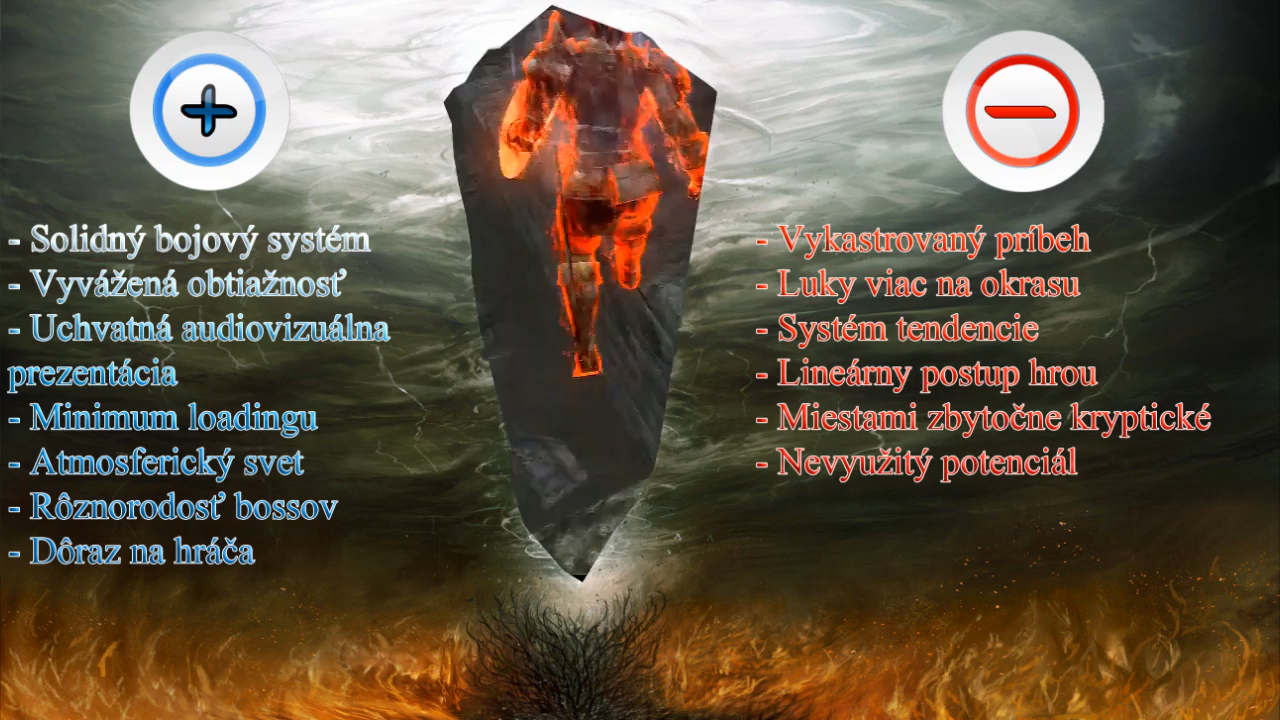 - Solidný bojový systém
- Vyvážená obtiažnosť
- Uchvatná audiovizuálna
prezentácia
- Minimum loadingu
- Atmosferický svet
- Rôznorodosť bossov
- Dôraz na hráča
- Vykastrovaný príbeh
- Luky viac na okrasu
- Systém tendencie
- Lineárny postup hrou
- Miestami zbytočne kryptické
- Nevyužitý potenciál